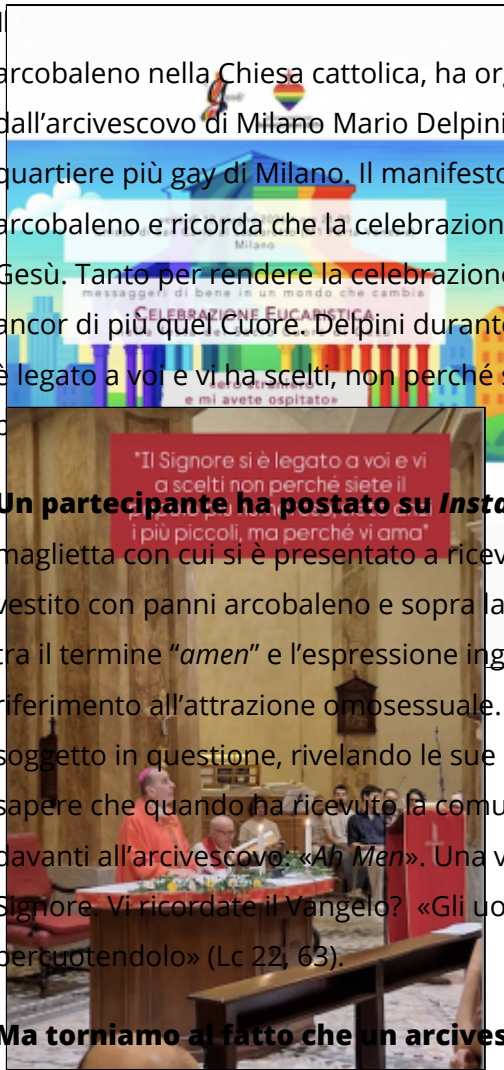 arcobaleno nella Chiesa cattolica, ha or
dall'arcivescovo di Milano Mario Delpini
quartiere più gay di Milano. Il manifesto
arcobaleno e ricorda che la celebrazion
Milano
Gesù. Tanto per rendere la celebrazione
messaggeri di bene in un mondo che cambia
CELEBRAZIONE EUCARISTICA
ancor di più quel Cuore. Delpini durante
è legato a voi e vi ha scelti, non perché s
e mi avete ospitato»
"Il Signore si è legato a voi e vi
a scelti non perché siete il
i più piccoli, ma perché vi ama"
Un partecipante ha postato su Insta
maglietta con cui si è presentato a ricev
vestito con panni arcobaleno e sopra la
tra il termine “amen” e l'espressione ing
riferimento all'attrazione omosessuale.
soggetto in questione, rivelando le sue
sapere che quando ha ricevuto la comu
davanti all'arcivescovo: «Ah Men». Una v
Signore. Vi ricordate il Vangelo? «Gli uo
percuotendolo» (Lc 22, 63).
Ma torniamo al fatto che un arcives